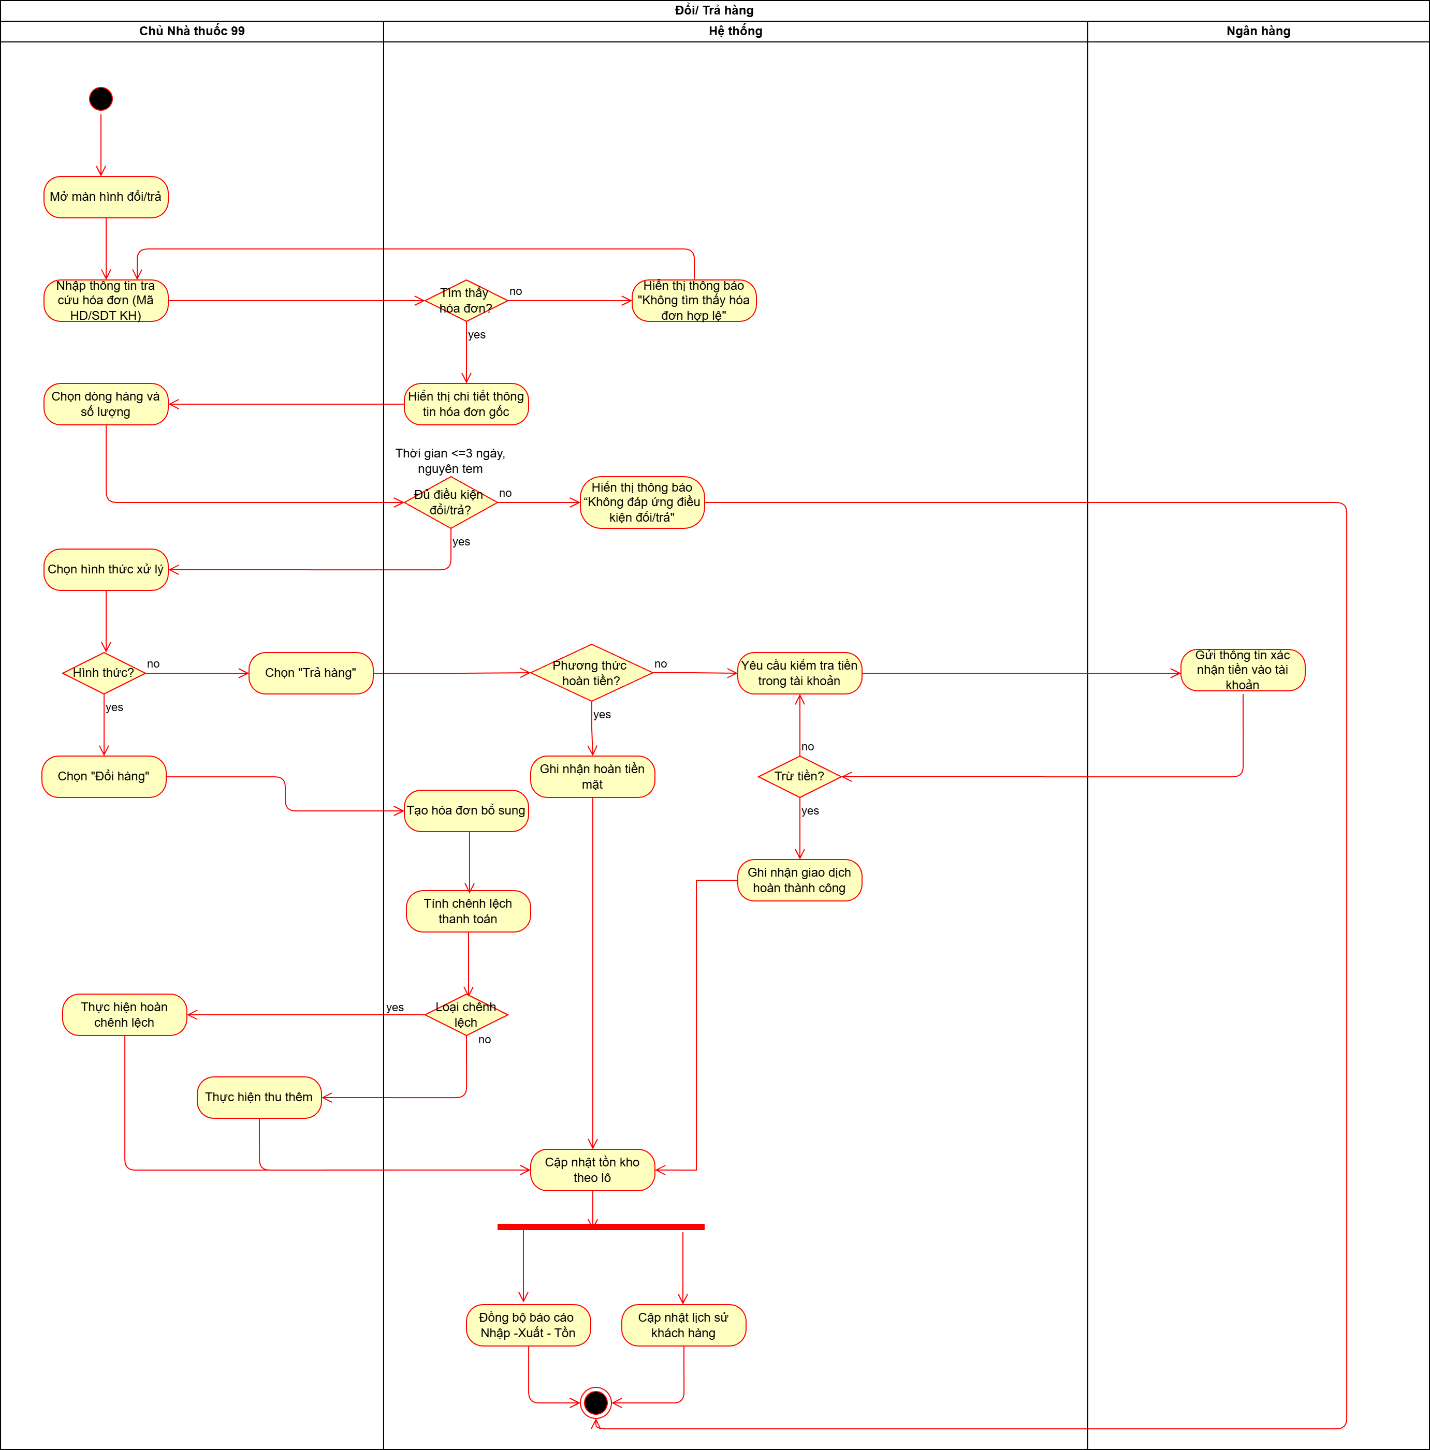 Đổi/ Trả hàng
Chủ Nhà thuốc 99
Hệ thống
Ngân hàng
Mở màn hình đổi/trả
Nhập thông tin tra
cứu hóa đơn (Mã
HD/SDT KH)
Tìm thấy
hóa đơn?
no
Hiển thị thông báo
"Không tìm thấy hóa
đơn hợp lệ"
yes
Chọn dòng hàng và
số lượng
Hiển thị chi tiết thông
tin hóa đơn gốc
Thời gian <=3 ngày,
nguyên tem
Đủ điều kiện
đổi/trả?
no
Hiển thị thông báo
“Không đáp ứng điều
kiện đổi/trả"
yes
Chọn hình thức xử lý
Hình thức?
no
Chọn "Trả hàng"
Phương thức
hoàn tiền?
no
Yêu cầu kiểm tra tiền
trong tài khoản
Gửi thông tin xác
nhận tiền vào tài
khoản
yes
yes
no
Chọn "Đổi hàng"
Ghi nhận hoàn tiền
mặt
Trừ tiền?
yes
Tạo hóa đơn bổ sung
Ghi nhận giao dịch
hoàn thành công
Tính chênh lệch
thanh toán
Thực hiện hoàn
chênh lệch
yes
Loại chênh
lệch
no
Thực hiện thu thêm
Cập nhật tồn kho
theo lô
Đồng bộ báo cáo
Nhập -Xuất - Tồn
Cập nhật lịch sử
khách hàng